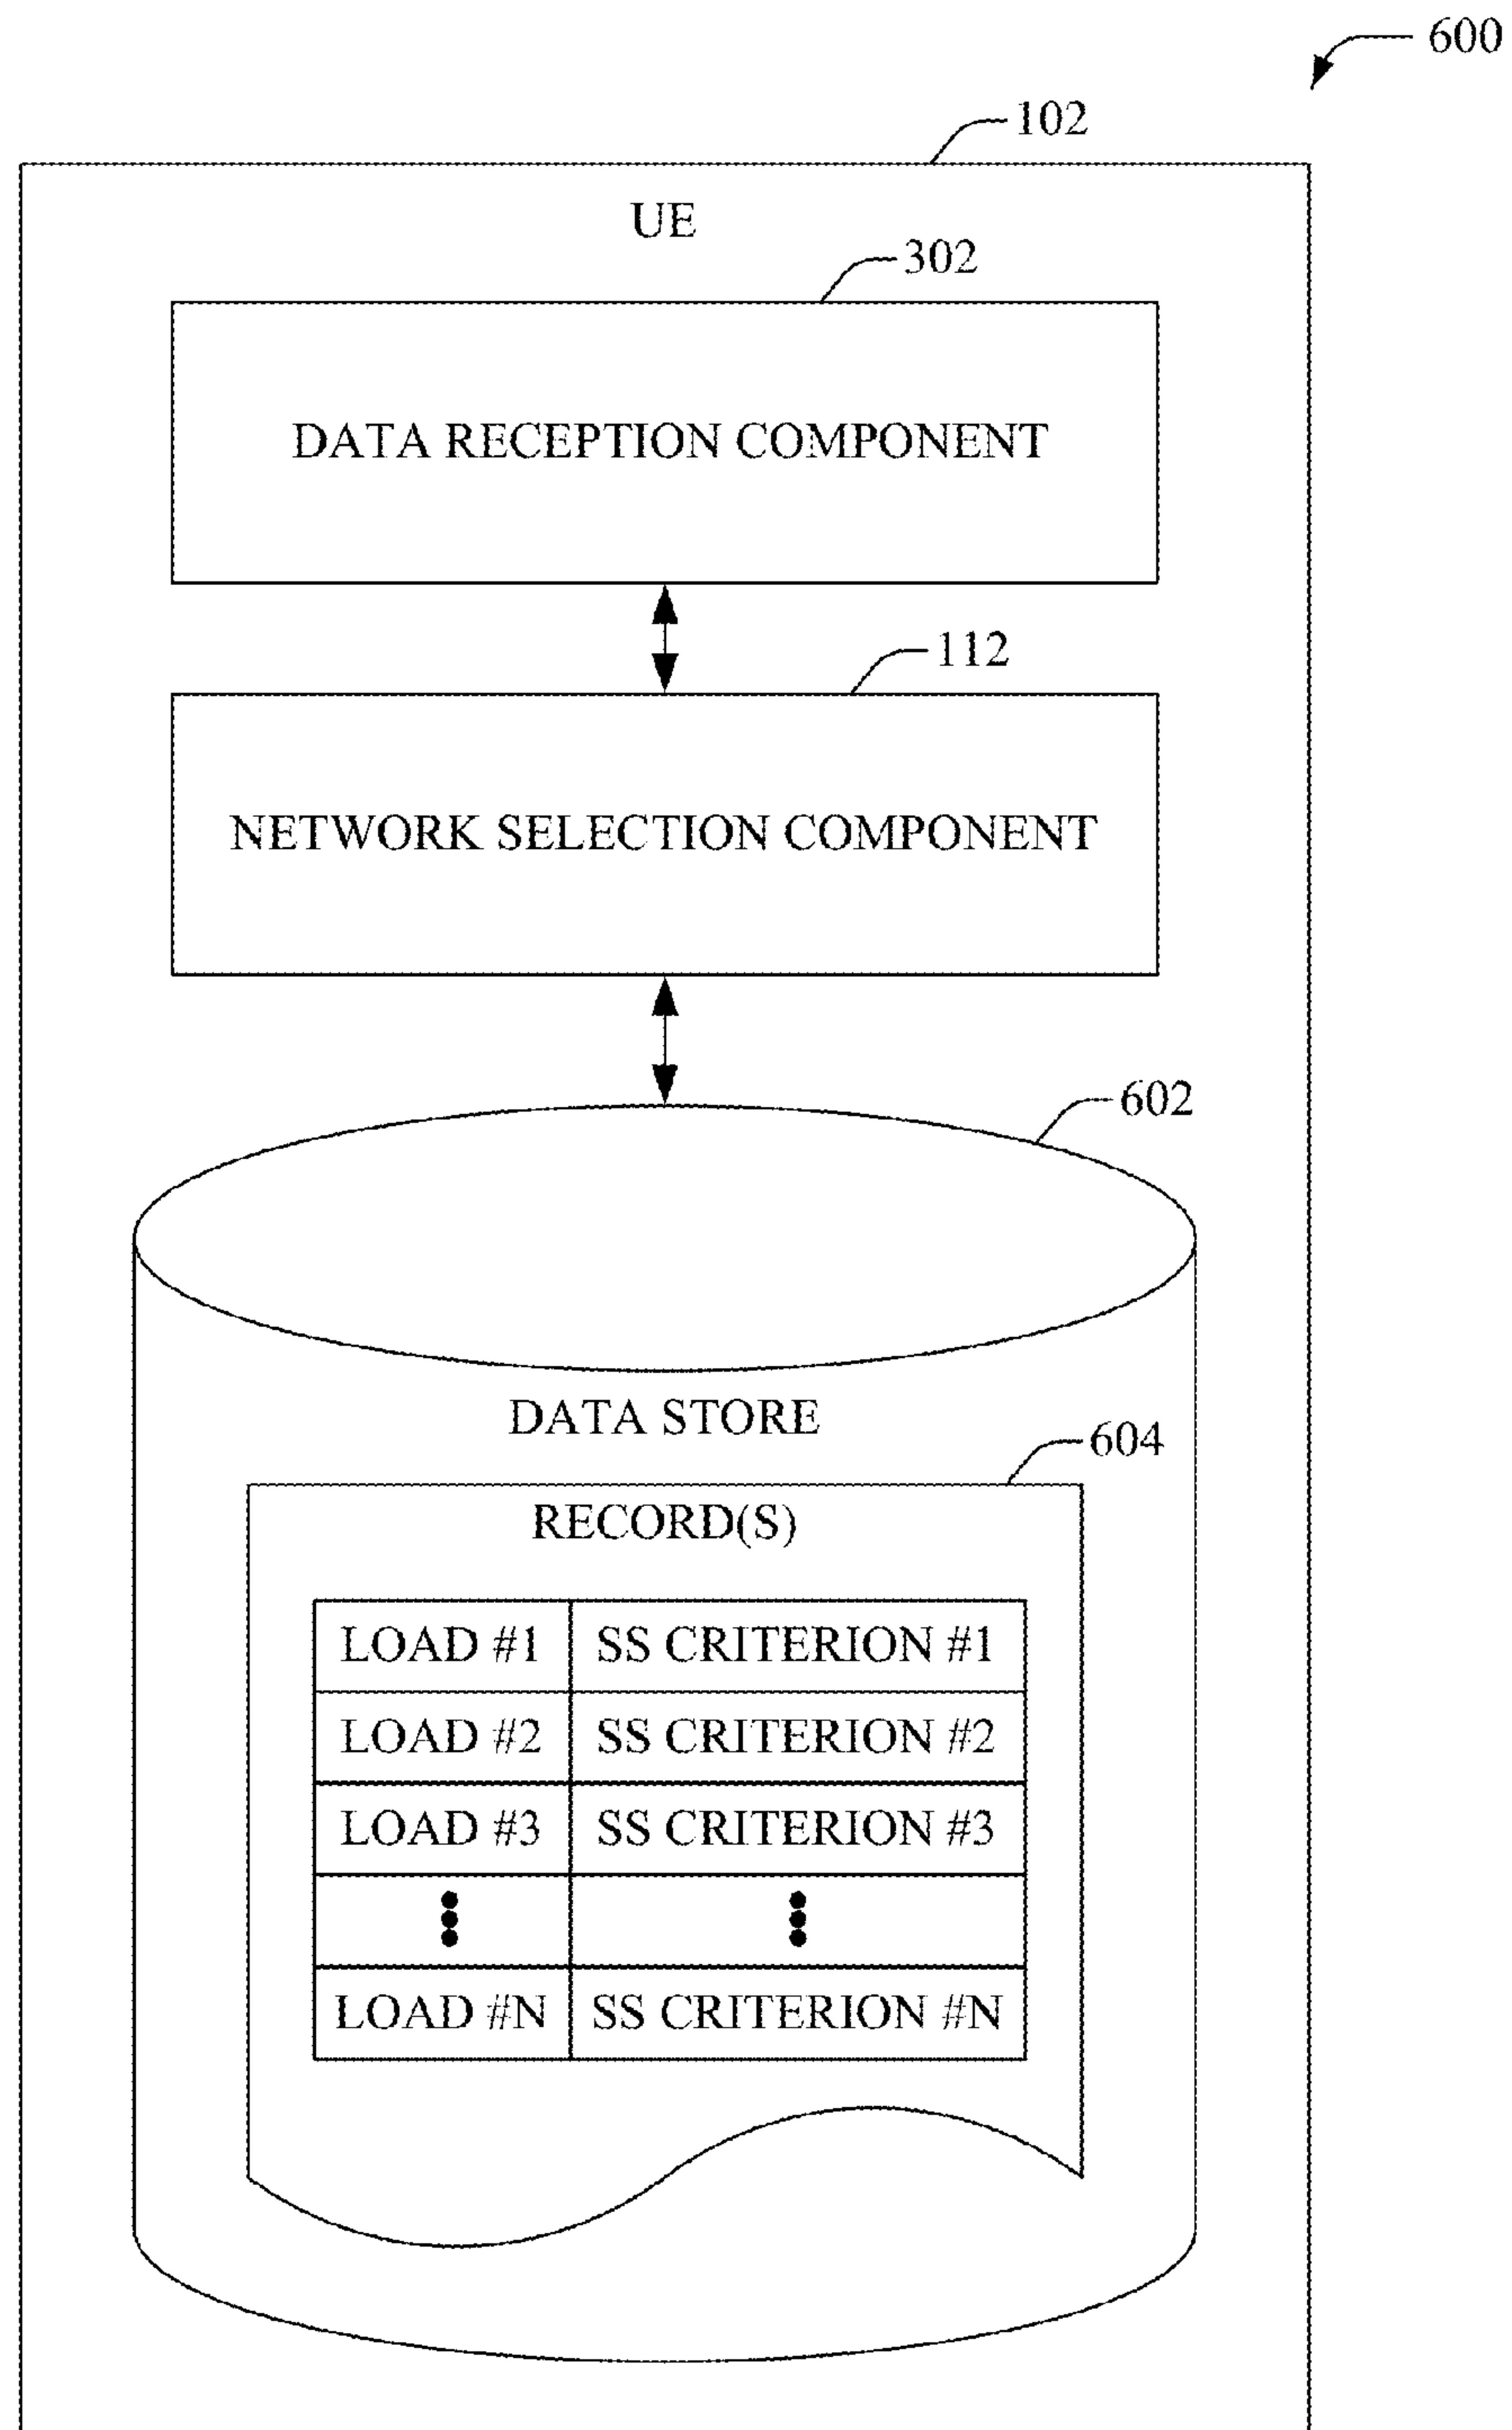 600
102
UE
302
DATA RECEPTION COMPONENT
112
NETWORK SELECTION COMPONENT
602
DATA STORE
604
RECORD(S)
LOAD #1 SS CRITERION #1
LOAD #2 SS CRITERION #2
LOAD #3 SS CRITERION #3
LOAD #N SS CRITERION #N